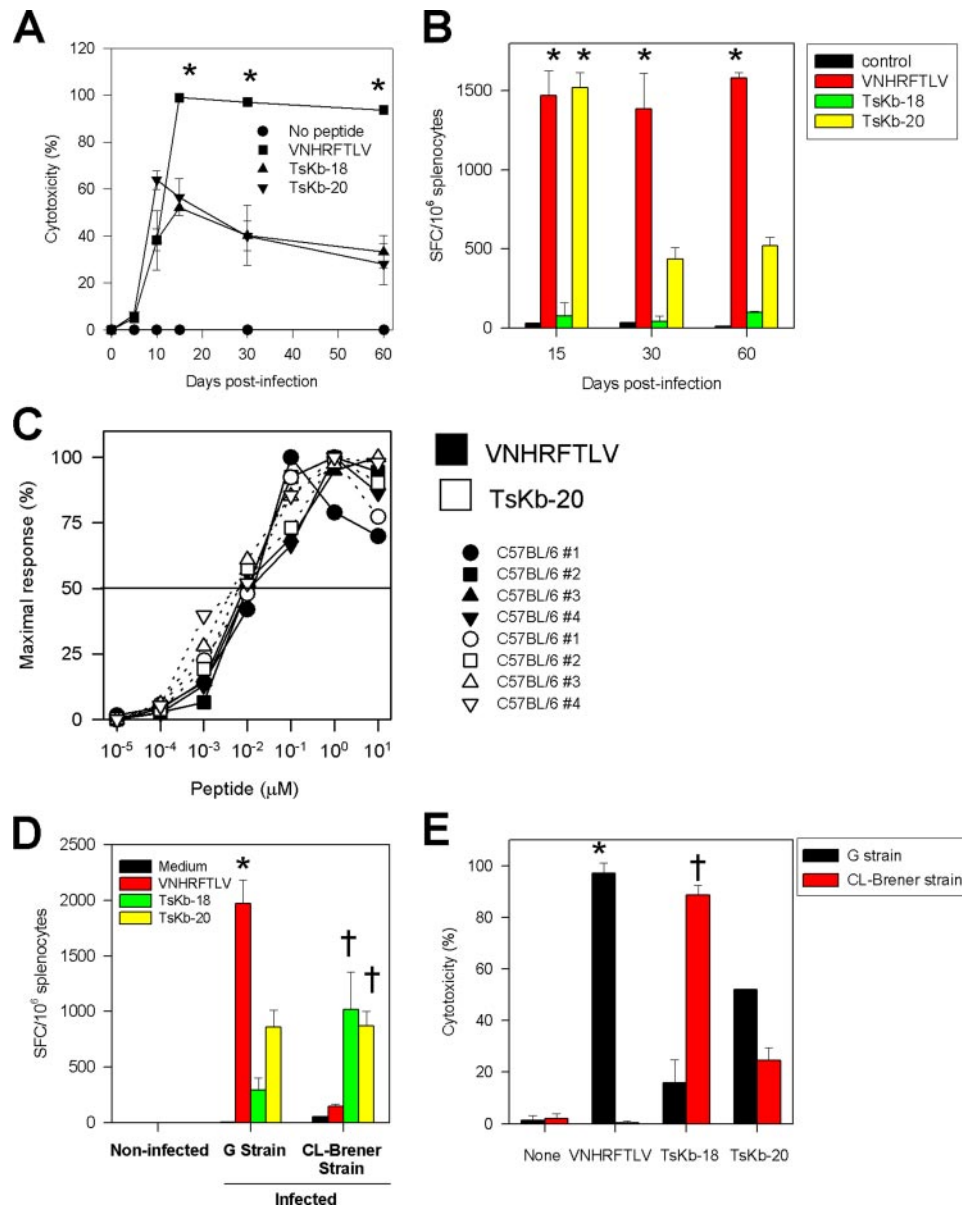 A
120
100
80
60
40
20
0
Cytotoxicity (%)
* * *
No peptide
VNHRFTLV
TsKb-18
TsKb-20
0 10 20 30 40 50 60
Days post-infection
B
1500
1000
500
0
SFC/10⁶ splenocytes
* * * *
15 30 60
Days post-infection
control
VNHRFTLV
TsKb-18
TsKb-20
C
100
75
50
25
0
Maximal response (%)
10⁻⁵ 10⁻⁴ 10⁻³ 10⁻² 10⁻¹ 10⁰ 10¹
Peptide (μM)
VNHRFTLV
TsKb-20
C57BL/6 #1
C57BL/6 #2
C57BL/6 #3
C57BL/6 #4
C57BL/6 #1
C57BL/6 #2
C57BL/6 #3
C57BL/6 #4
D
2500
2000
1500
1000
500
0
SFC/10⁶ splenocytes
Medium
VNHRFTLV
TsKb-18
TsKb-20
*
† †
Non-infected G Strain CL-Brener
Strain
Infected
E
100
80
60
40
20
0
Cytotoxicity (%)
* †
None VNHRFTLV TsKb-18 TsKb-20
G strain
CL-Brener strain